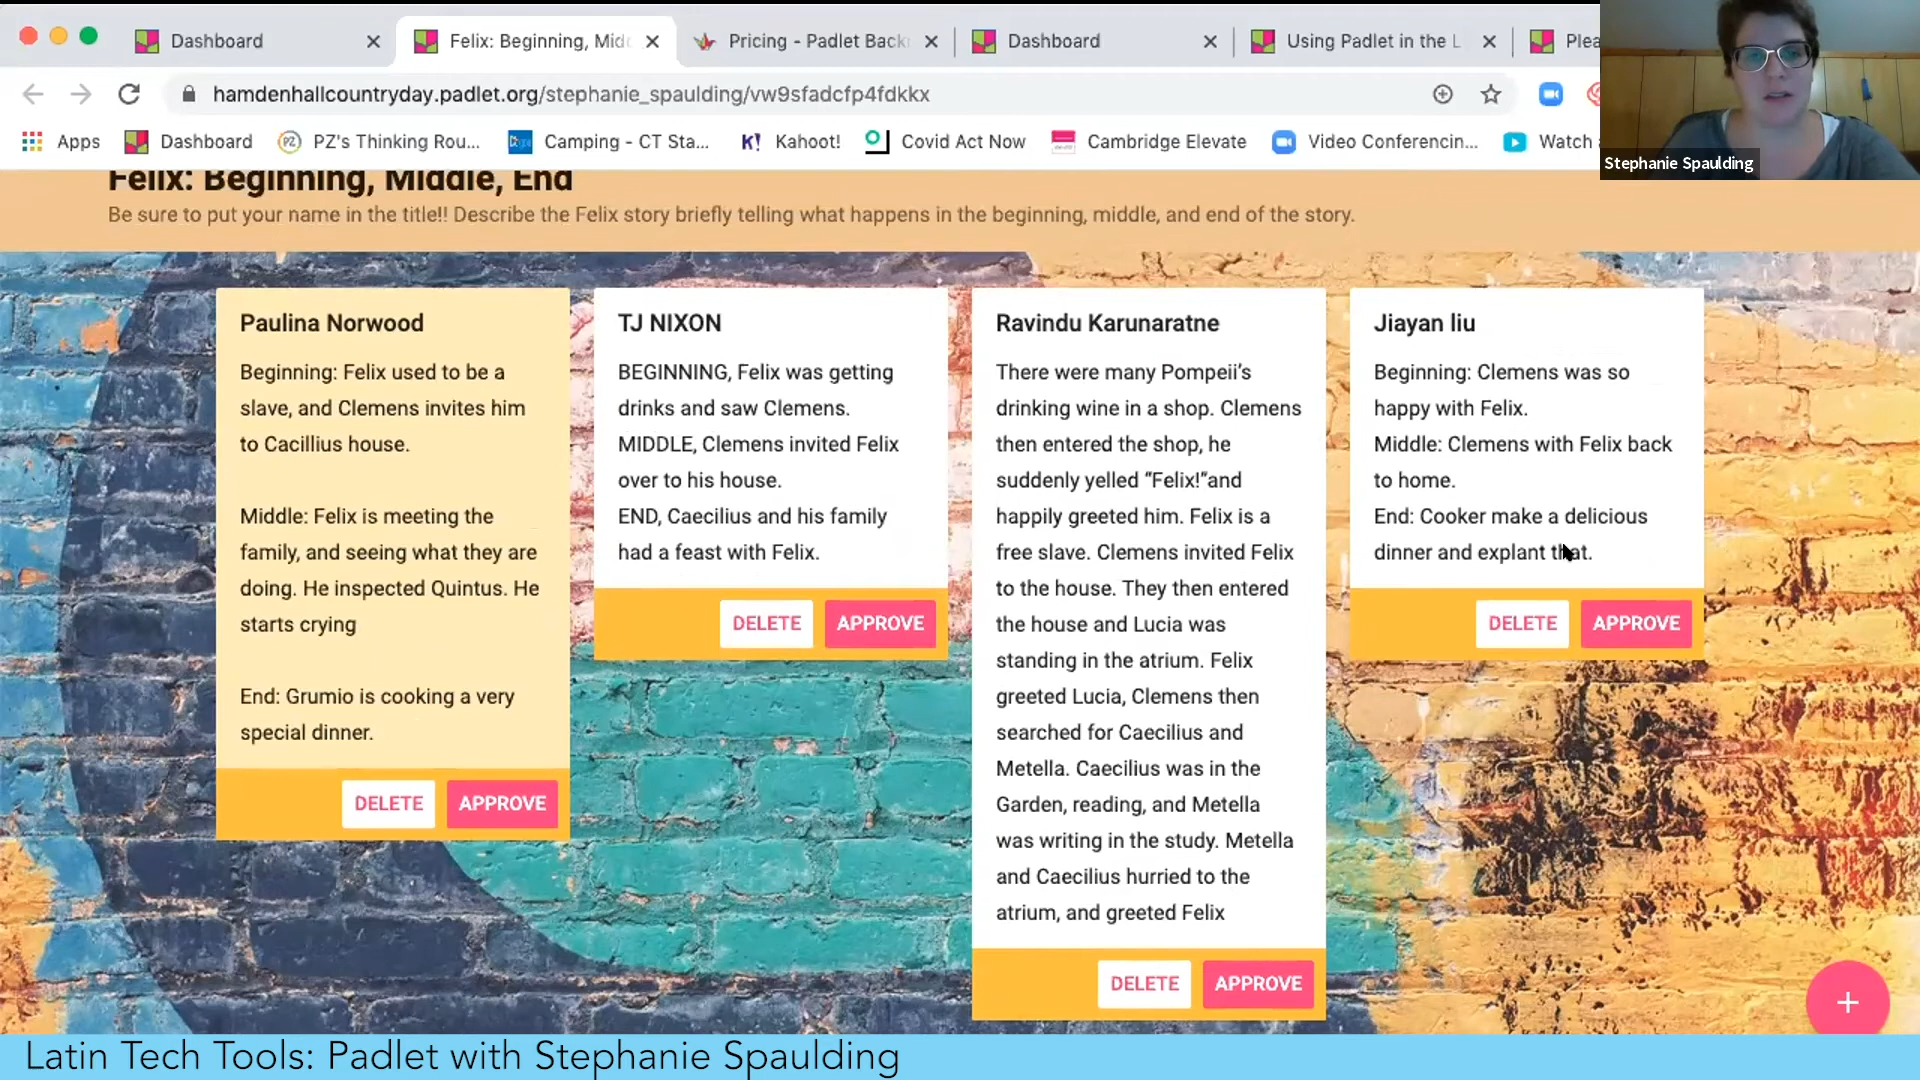 Dashboard
Felix: Beginning, Mid
Pricing - Padlet Back
Dashboard
Using Padlet in the L
Plea
hamdenhallcountryday.padlet.org/stephanie_spaulding/vw9sfadcfp4fdkkx
Apps
Dashboard
PZ
PZ's Thinking Rou...
Camping - CT Sta...
K!
Kahoot!
Covid Act Now
Cambridge Elevate
Video Conferencin...
Watch
Stephanie Spaulding
Felix: Beginning, Middle, End
Be sure to put your name in the title!! Describe the Felix story briefly telling what happens in the beginning, middle, and end of the story.
Paulina Norwood
Beginning: Felix used to be a
slave, and Clemens invites him
to Cacillius house.
Middle: Felix is meeting the
family, and seeing what they are
doing. He inspected Quintus. He
starts crying
End: Grumio is cooking a very
special dinner.
DELETE
APPROVE
TJ NIXON
BEGINNING, Felix was getting
drinks and saw Clemens.
MIDDLE, Clemens invited Felix
over to his house.
END, Caecilius and his family
had a feast with Felix.
DELETE
APPROVE
Ravindu Karunaratne
There were many Pompeii’s
drinking wine in a shop. Clemens
then entered the shop, he
suddenly yelled “Felix!”and
happily greeted him. Felix is a
free slave. Clemens invited Felix
to the house. They then entered
the house and Lucia was
standing in the atrium. Felix
greeted Lucia, Clemens then
searched for Caecilius and
Metella. Caecilius was in the
Garden, reading, and Metella
was writing in the study. Metella
and Caecilius hurried to the
atrium, and greeted Felix
DELETE
APPROVE
Jiayan liu
Beginning: Clemens was so
happy with Felix.
Middle: Clemens with Felix back
to home.
End: Cooker make a delicious
dinner and explant that.
DELETE
APPROVE
Latin Tech Tools: Padlet with Stephanie Spaulding